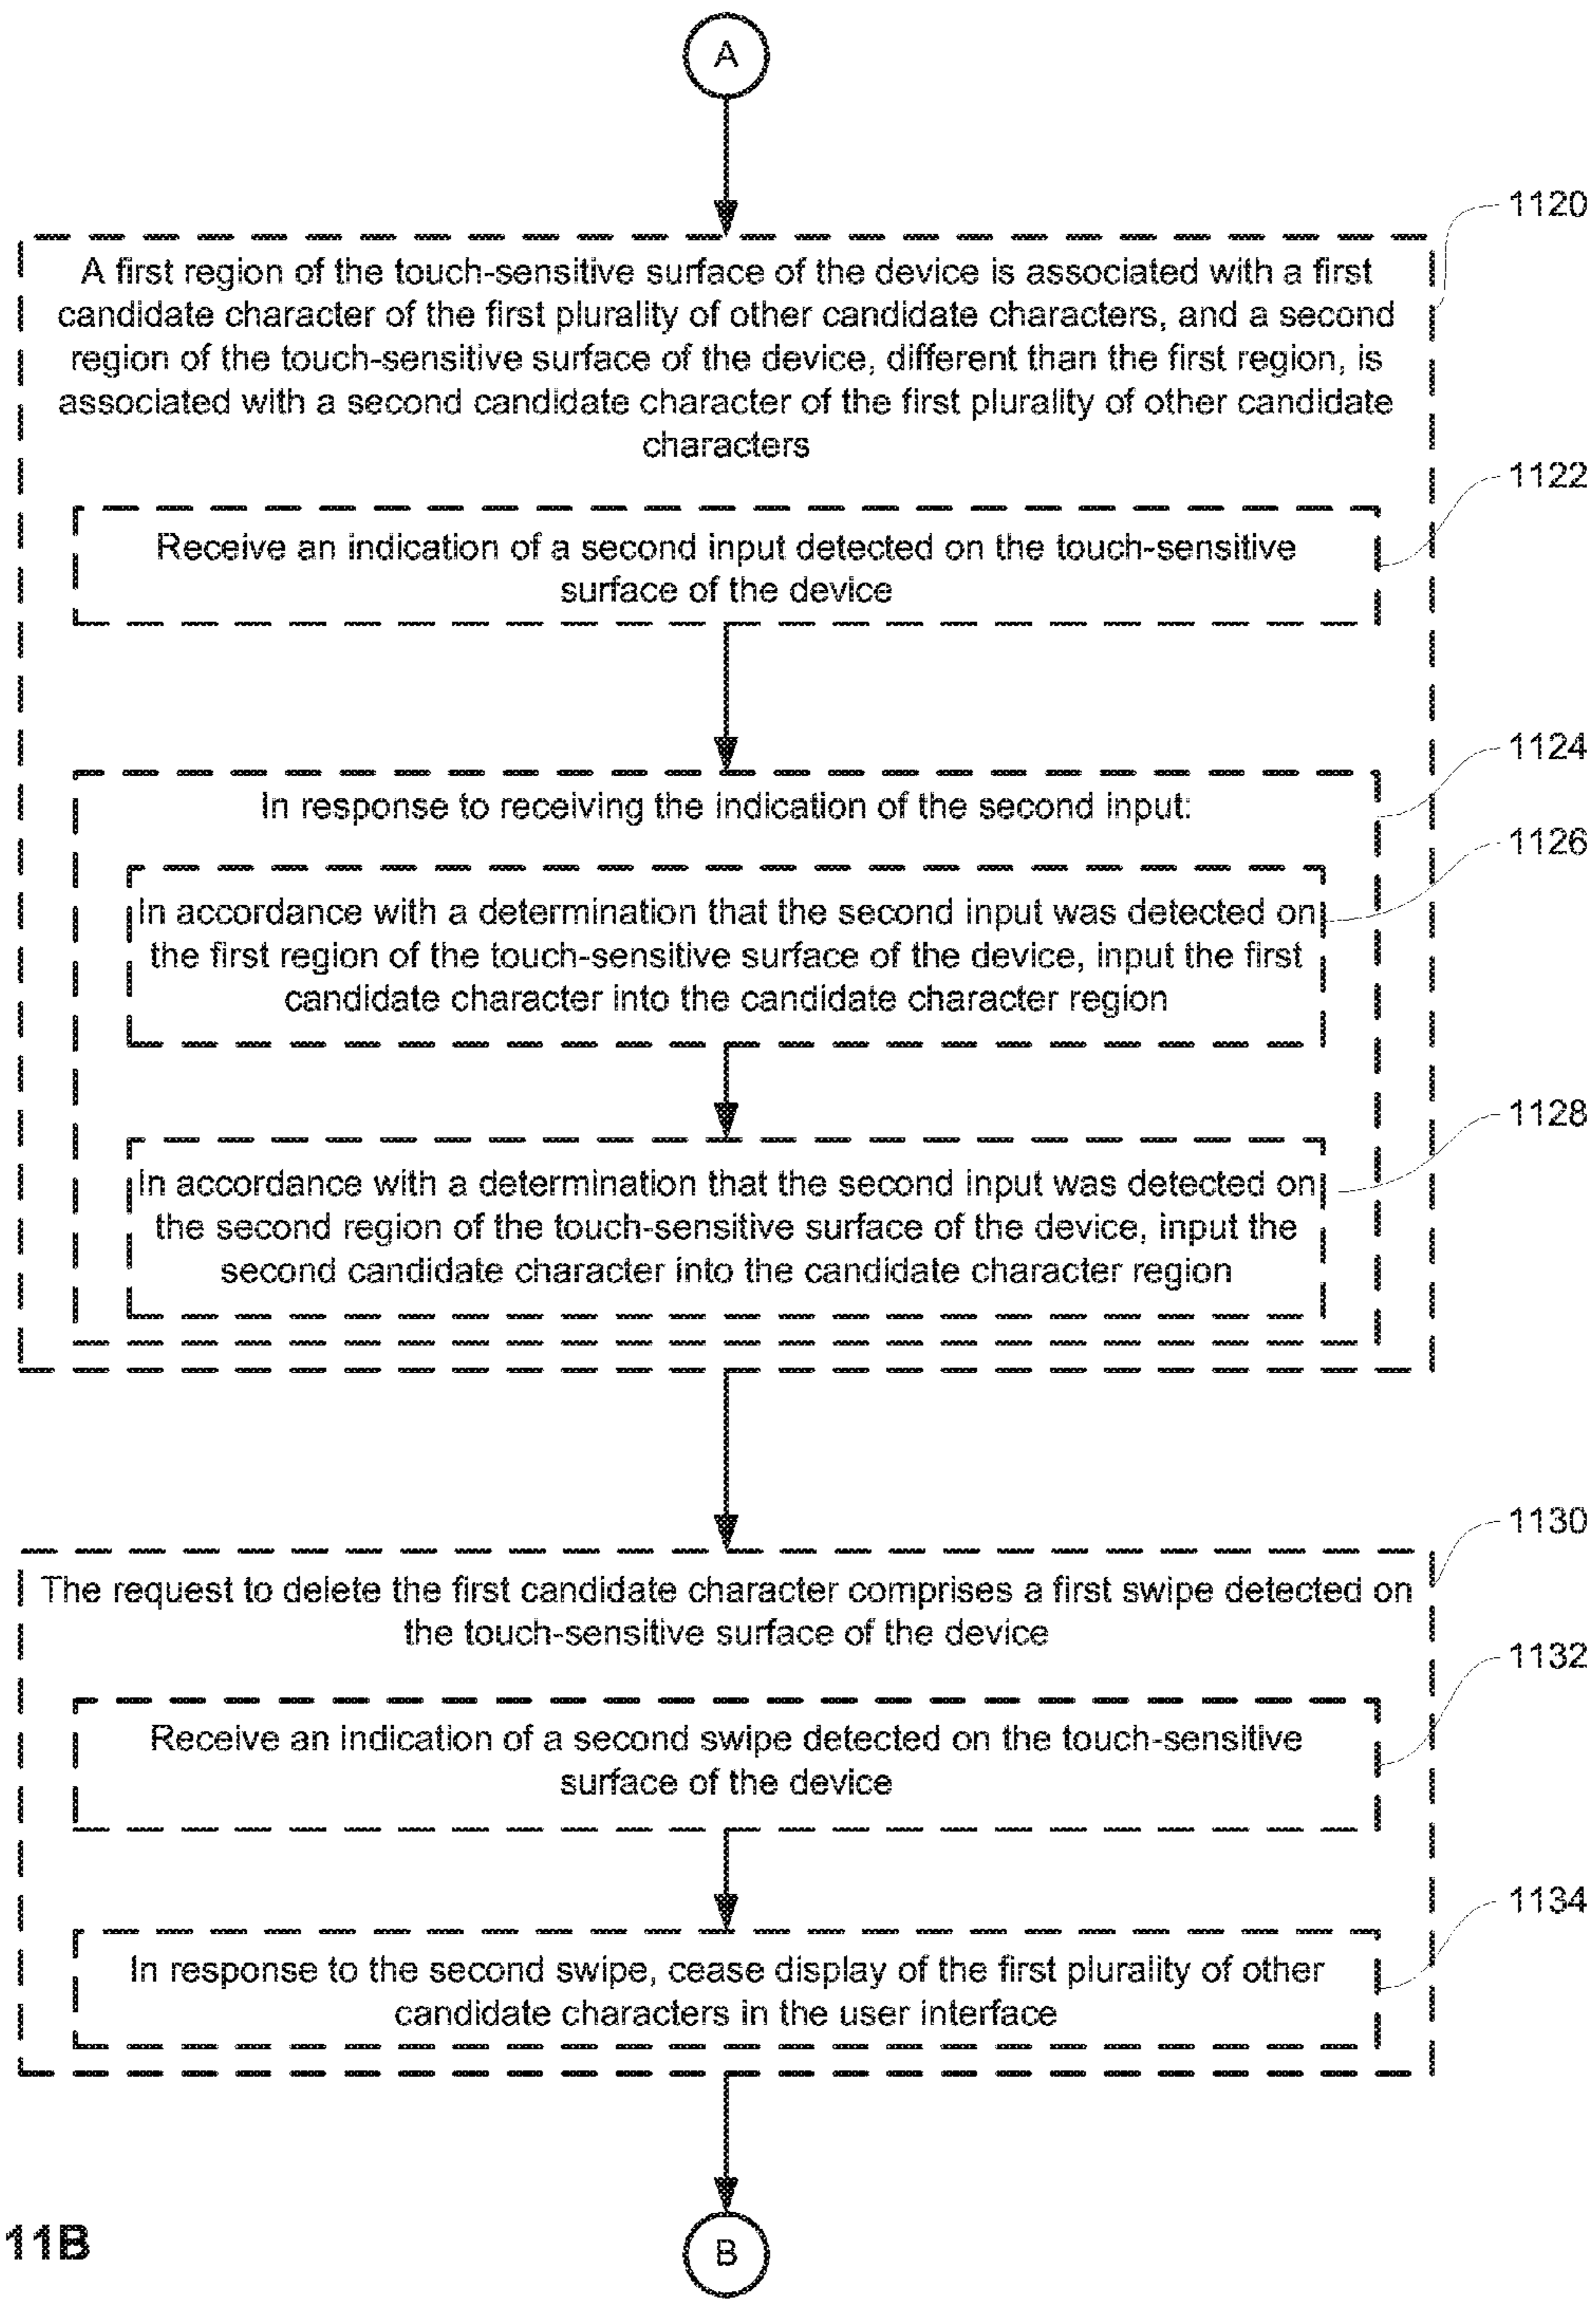 A
1120
A first region of the touch-sensitive surface of the device is associated with a first
candidate character of the first plurality of other candidate characters, and a second
region of the touch-sensitive surface of the device, different than the first region, is
associated with a second candidate character of the first plurality of other candidate
characters
1122
Receive an indication of a second input detected on the touch-sensitive
surface of the device
1124
In response to receiving the indication of the second input:
1126
In accordance with a determination that the second input was detected on
the first region of the touch-sensitive surface of the device, input the first
candidate character into the candidate character region
1128
In accordance with a determination that the second input was detected on
the second region of the touch-sensitive surface of the device, input the
second candidate character into the candidate character region
1130
The request to delete the first candidate character comprises a first swipe detected on
the touch-sensitive surface of the device
1132
Receive an indication of a second swipe detected on the touch-sensitive
surface of the device
1134
In response to the second swipe, cease display of the first plurality of other
candidate characters in the user interface
11B
B